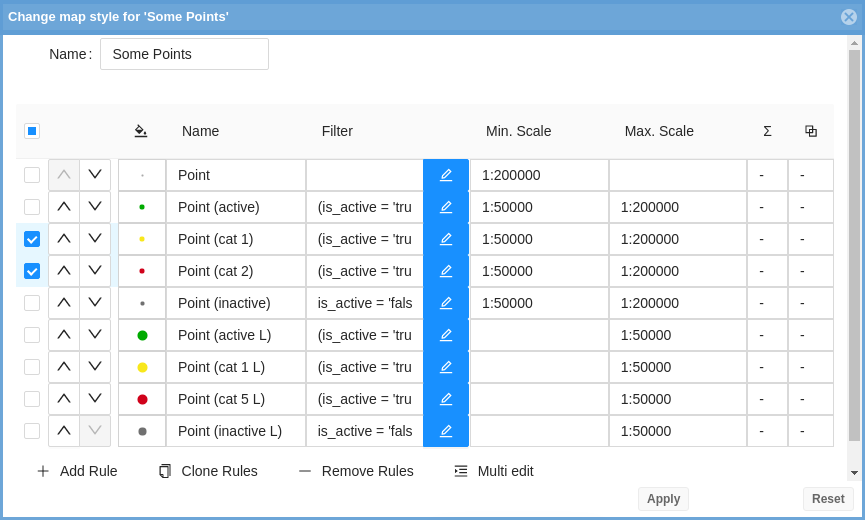 Change map style for 'Some Points'
Name: Some Points
Name Filter Min. Scale Max. Scale Σ
Point 1:200000 - -
Point (active) (is_active = 'tru 1:50000 1:200000 - -
Point (cat 1) (is_active = 'tru 1:50000 1:200000 - -
Point (cat 2) (is_active = 'tru 1:50000 1:200000 - -
Point (inactive) is_active = 'fals 1:50000 1:200000 - -
Point (active L) (is_active = 'tru 1:50000 - -
Point (cat 1 L) (is_active = 'tru 1:50000 - -
Point (cat 5 L) (is_active = 'tru 1:50000 - -
Point (inactive L) is_active = 'fals 1:50000 - -
Add Rule Clone Rules Remove Rules Multi edit
Apply Reset